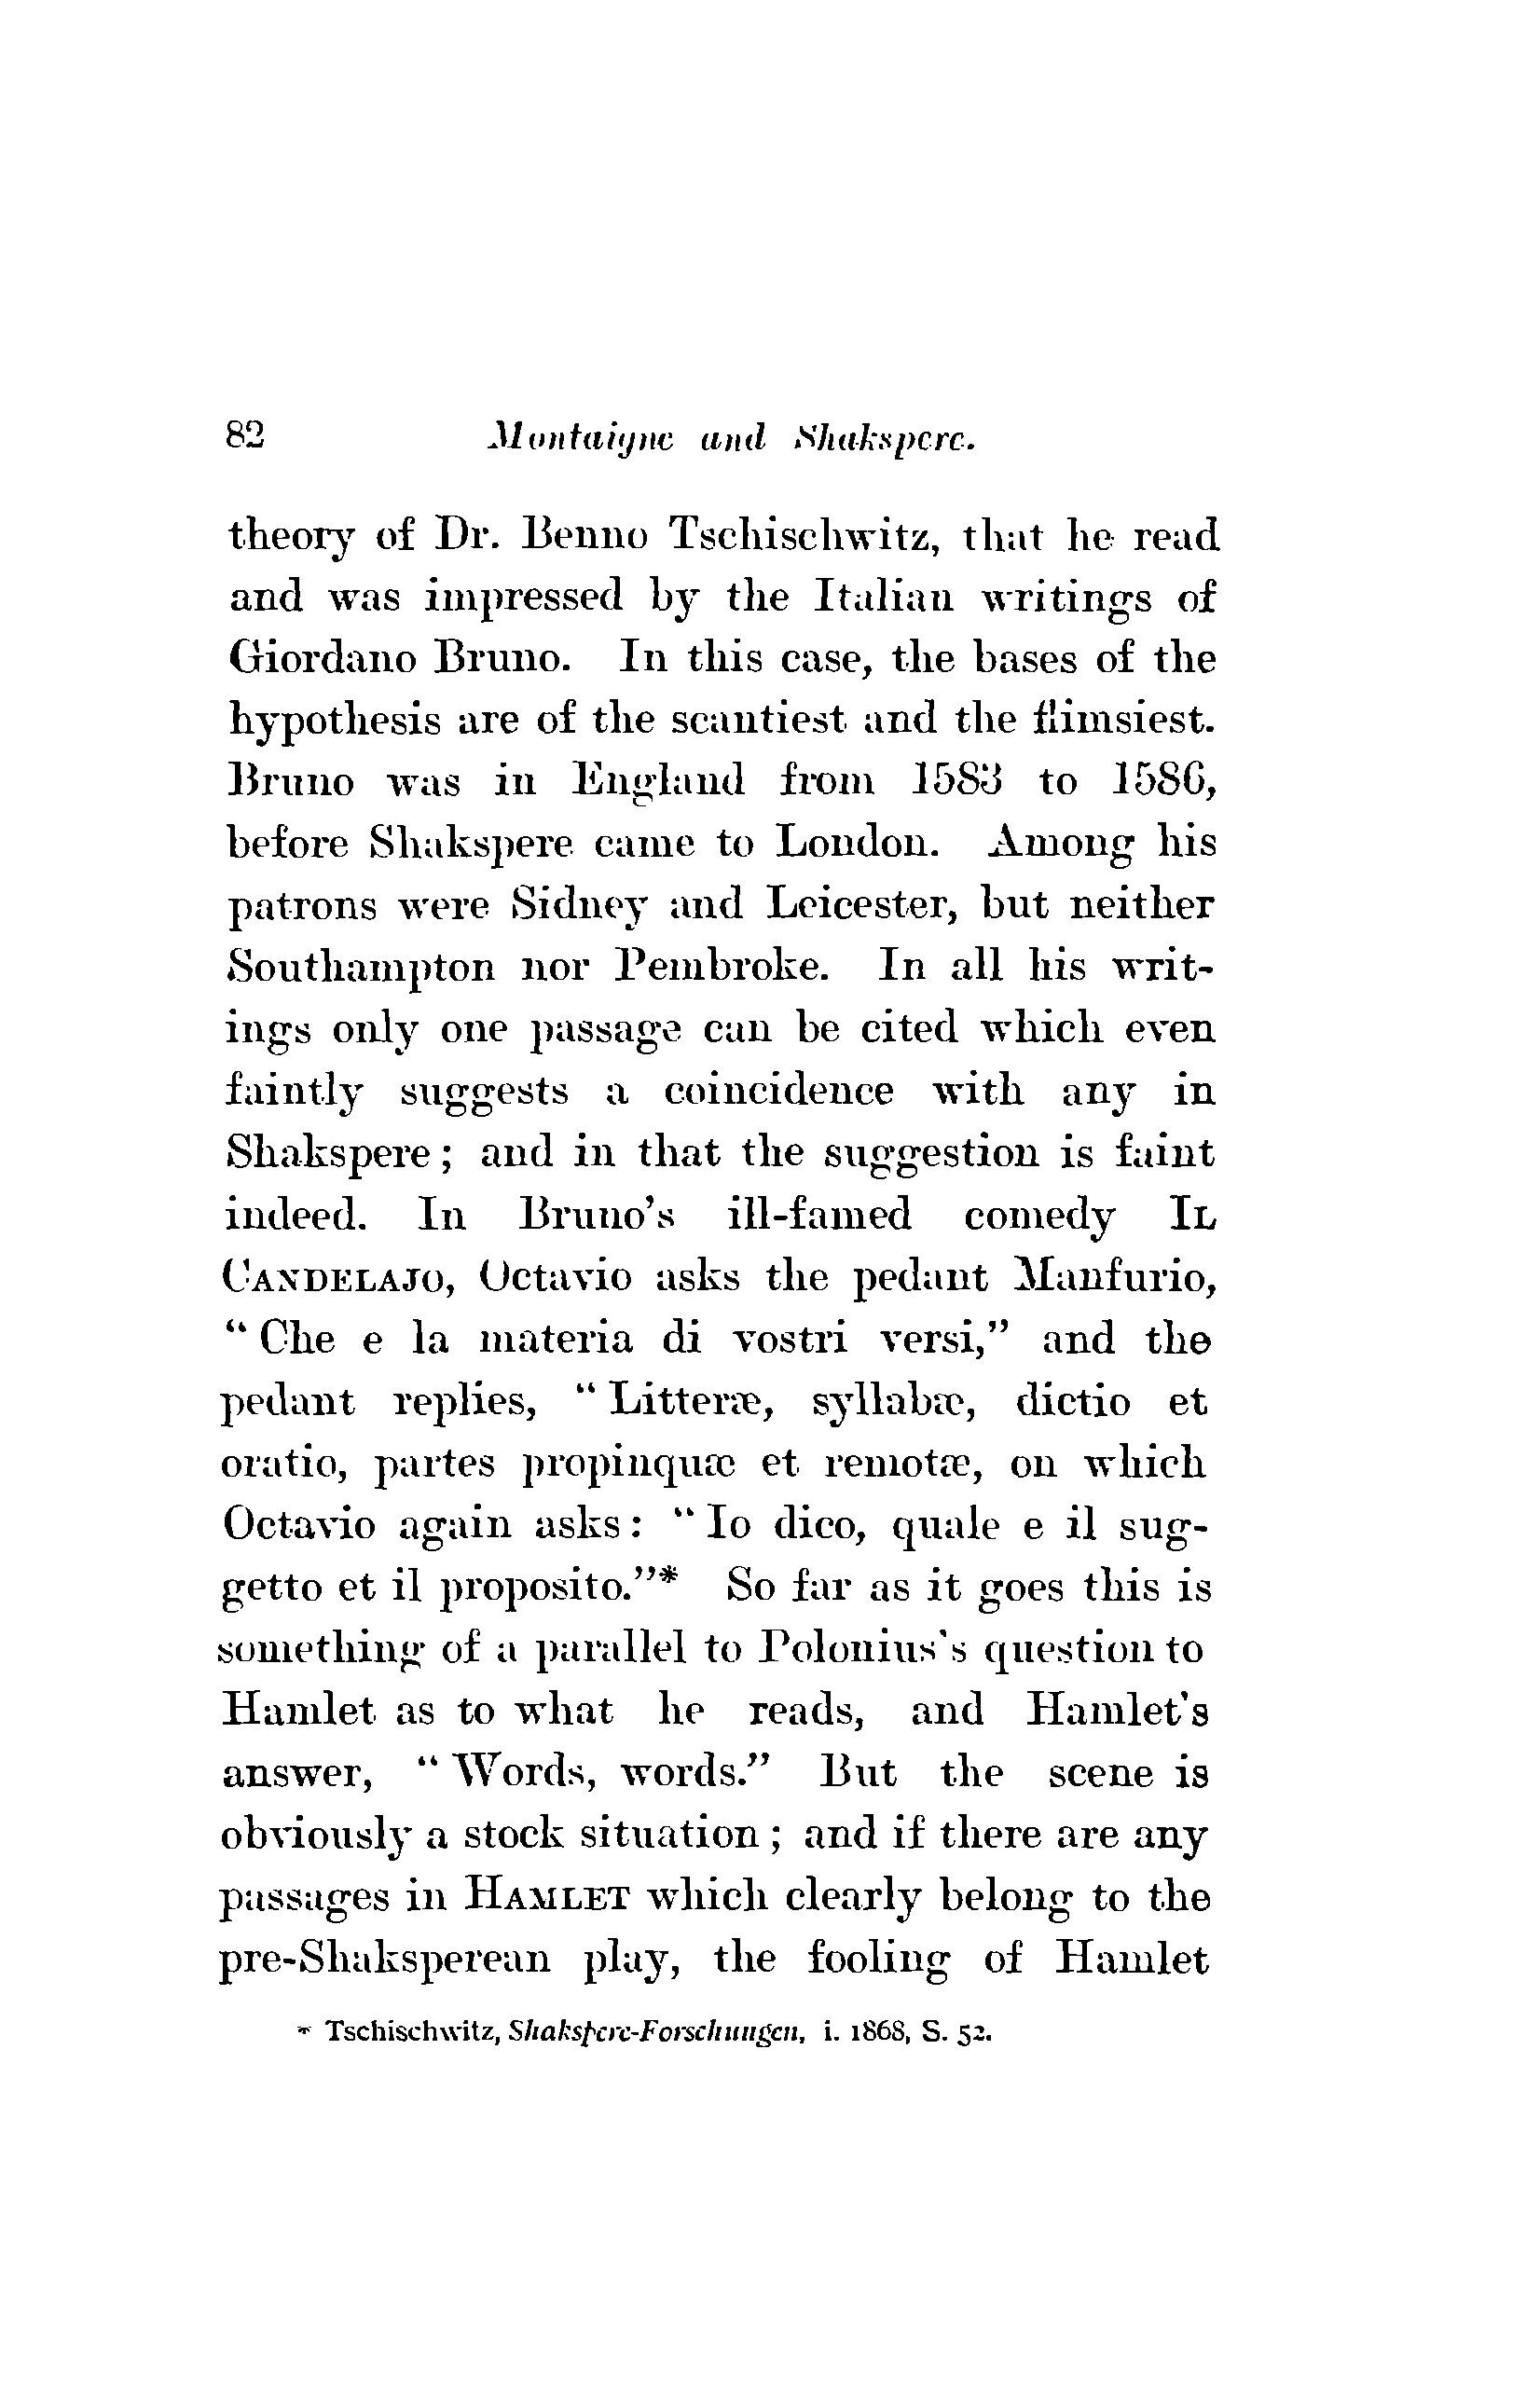 82 Montaigne and Shakspere.
theory of Dr. Benno Tschischwitz, that he read
and was impressed by the Italian writings of
Giordano Bruno. In this case, the bases of the
hypothesis are of the scantiest and the flimsiest.
Bruno was in England from 1583 to 1586,
before Shakspere came to London. Among his
patrons were Sidney and Leicester, but neither
Southampton nor Pembroke. In all his writ-
ings only one passage can be cited which even
faintly suggests a coincidence with any in
Shakspere; and in that the suggestion is faint
indeed. In Bruno's ill-famed comedy IL
CANDELAJO, Octavio asks the pedant Manfurio,
"Che e la materia di vostri versi," and the
pedant replies, "Litteræ, syllabæ, dictio et
oratio, partes propinquæ et remotæ, on which
Octavio again asks: "Io dico, quale e il sug-
getto et il proposito."* So far as it goes this is
something of a parallel to Polonius's question to
Hamlet as to what he reads, and Hamlet's
answer, "Words, words." But the scene is
obviously a stock situation; and if there are any
passages in HAMLET which clearly belong to the
pre-Shaksperean play, the fooling of Hamlet
* Tschischwitz, Shakspere-Forschungen, i. 1868, S. 52.